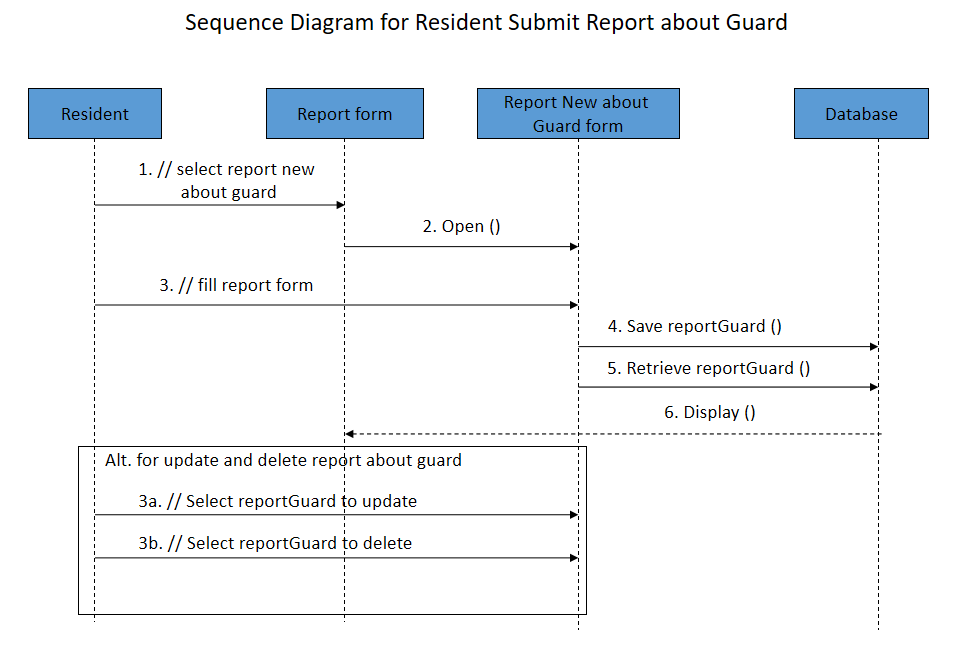 Sequence Diagram for Resident Submit Report about Guard
Resident
Report form
Report New about
Guard form
Database
1. // select report new
about guard
2. Open ()
3. // fill report form
4. Save reportGuard ()
5. Retrieve reportGuard ()
6. Display ()
Alt. for update and delete report about guard
3a. // Select reportGuard to update
3b. // Select reportGuard to delete